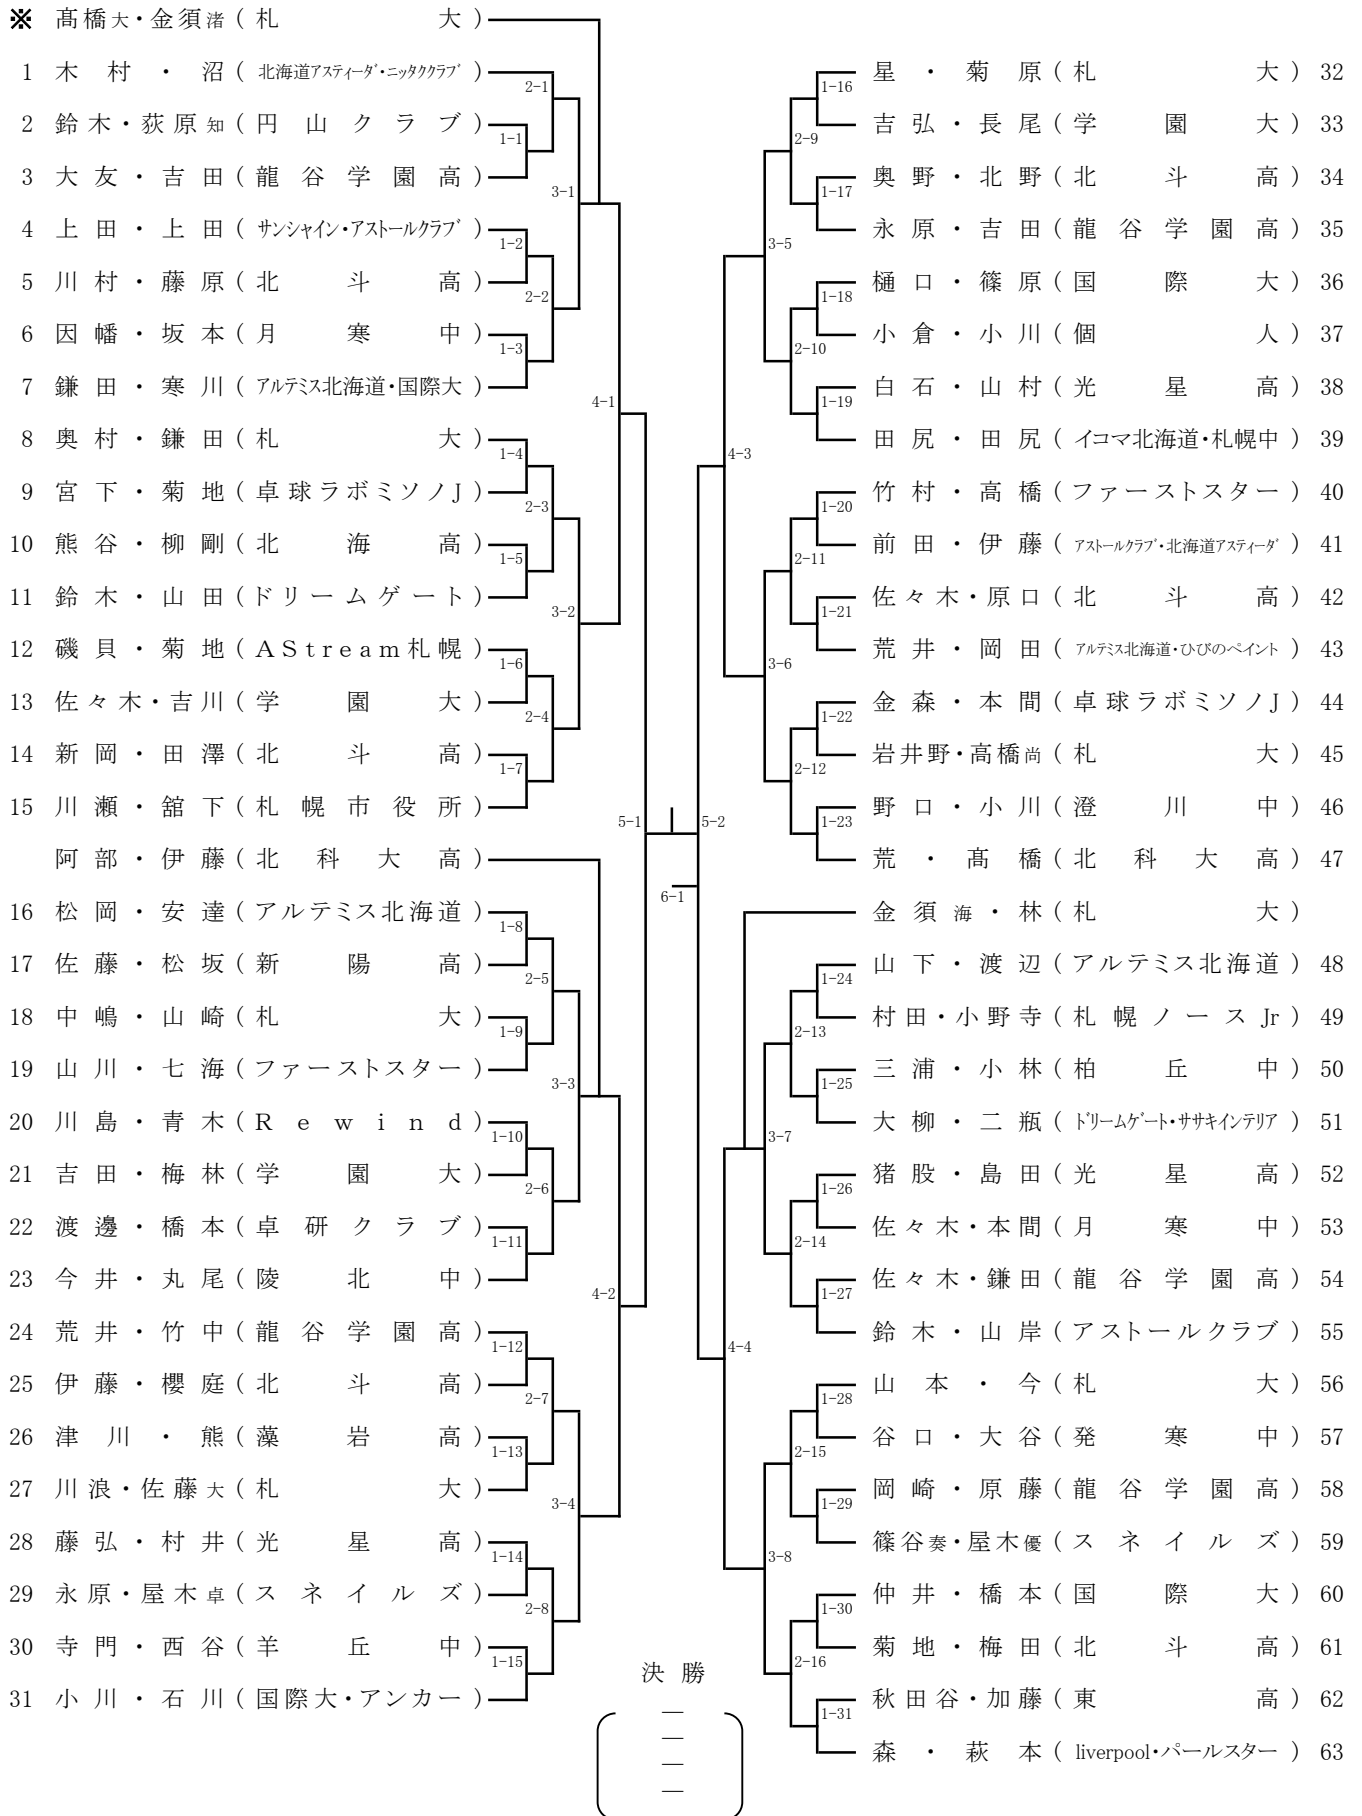 ※ 髙橋大・金須渚(札大)
1 木村・沼(北海道アスティーダ・ニッタククラブ)
2 鈴木・荻原知(円山クラブ)
3 大友・吉田(龍谷学園高)
4 上田・上田(サンシャイン・アストールクラブ)
5 川村・藤原(北斗高)
6 因幡・坂本(月寒中)
7 鎌田・寒川(アルテミス北海道・国際大)
8 奥村・鎌田(札大)
9 宮下・菊地(卓球ラボミソノJ)
10 熊谷・柳剛(北海高)
11 鈴木・山田(ドリームゲート)
12 磯貝・菊地(AStream札幌)
13 佐々木・吉川(学園大)
14 新岡・田澤(北斗高)
15 川瀬・舘下(札幌市役所)
阿部・伊藤(北科大高)
16 松岡・安達(アルテミス北海道)
17 佐藤・松坂(新陽高)
18 中嶋・山崎(札大)
19 山川・七海(ファーストスター)
20 川島・青木(Rewind)
21 吉田・梅林(学園大)
22 渡邊・橋本(卓研クラブ)
23 今井・丸尾(陵北中)
24 荒井・竹中(龍谷学園高)
25 伊藤・櫻庭(北斗高)
26 津川・熊(藻岩高)
27 川浪・佐藤大(札大)
28 藤弘・村井(光星高)
29 永原・屋木卓(スネイルズ)
30 寺門・西谷(羊丘中)
31 小川・石川(国際大・アンカー)
2-1
1-1
3-1
1-2
2-2
1-3
4-1
1-4
2-3
1-5
3-2
1-6
2-4
1-7
5-1
1-8
2-5
1-9
3-3
1-10
2-6
1-11
4-2
1-12
2-7
1-13
3-4
1-14
2-8
1-15
6-1
5-2
1-16
2-9
1-17
3-5
1-18
2-10
1-19
4-3
1-20
2-11
1-21
3-6
1-22
2-12
1-23
1-24
2-13
1-25
3-7
1-26
2-14
1-27
4-4
1-28
2-15
1-29
3-8
1-30
2-16
1-31
星・菊原(札大) 32
吉弘・長尾(学園大) 33
奥野・北野(北斗高) 34
永原・吉田(龍谷学園高) 35
樋口・篠原(国際大) 36
小倉・小川(個人) 37
白石・山村(光星高) 38
田尻・田尻(イコマ北海道・札幌中) 39
竹村・高橋(ファーストスター) 40
前田・伊藤(アストールクラブ・北海道アスティーダ) 41
佐々木・原口(北斗高) 42
荒井・岡田(アルテミス北海道・ひびのペイント) 43
金森・本間(卓球ラボミソノJ) 44
岩井野・高橋尚(札大) 45
野口・小川(澄川中) 46
荒・髙橋(北科大高) 47
金須海・林(札大)
山下・渡辺(アルテミス北海道) 48
村田・小野寺(札幌ノースJr) 49
三浦・小林(柏丘中) 50
大柳・二瓶(ドリームゲート・ササキインテリア) 51
猪股・島田(光星高) 52
佐々木・本間(月寒中) 53
佐々木・鎌田(龍谷学園高) 54
鈴木・山岸(アストールクラブ) 55
山本・今(札大) 56
谷口・大谷(発寒中) 57
岡崎・原藤(龍谷学園高) 58
篠谷奏・屋木優(スネイルズ) 59
仲井・橋本(国際大) 60
菊地・梅田(北斗高) 61
秋田谷・加藤(東高) 62
森・萩本(liverpool・パールスター) 63
決勝
―
―
―
―